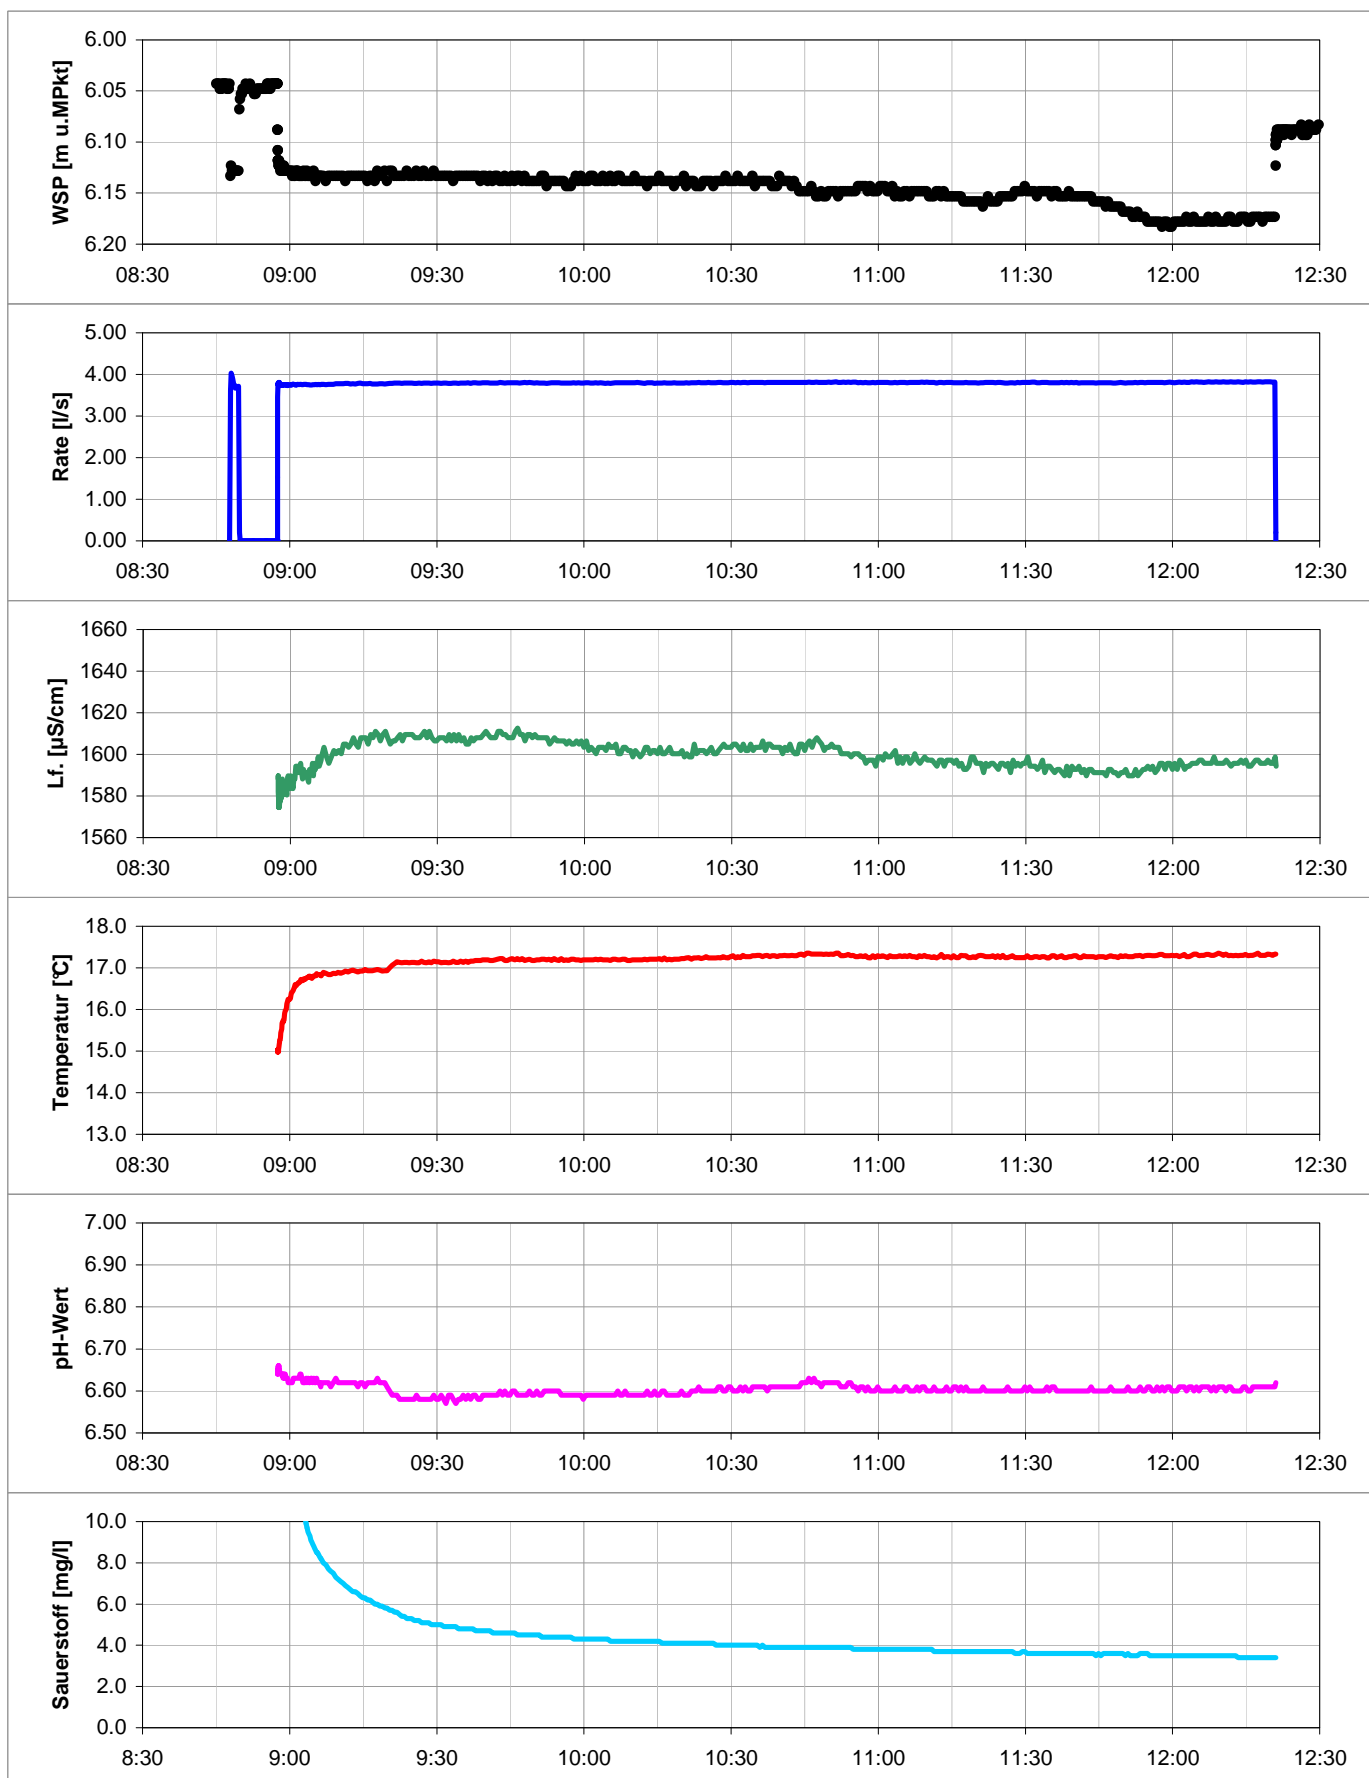 WSP [m u.MPkt]
6.00
6.05
6.10
6.15
6.20
08:30 09:00 09:30 10:00 10:30 11:00 11:30 12:00 12:30
Rate [l/s]
5.00
4.00
3.00
2.00
1.00
0.00
08:30 09:00 09:30 10:00 10:30 11:00 11:30 12:00 12:30
Lf. [µS/cm]
1660
1640
1620
1600
1580
1560
08:30 09:00 09:30 10:00 10:30 11:00 11:30 12:00 12:30
Temperatur [°C]
18.0
17.0
16.0
15.0
14.0
13.0
08:30 09:00 09:30 10:00 10:30 11:00 11:30 12:00 12:30
pH-Wert
7.00
6.90
6.80
6.70
6.60
6.50
08:30 09:00 09:30 10:00 10:30 11:00 11:30 12:00 12:30
Sauerstoff [mg/l]
10.0
8.0
6.0
4.0
2.0
0.0
8:30 9:00 9:30 10:00 10:30 11:00 11:30 12:00 12:30